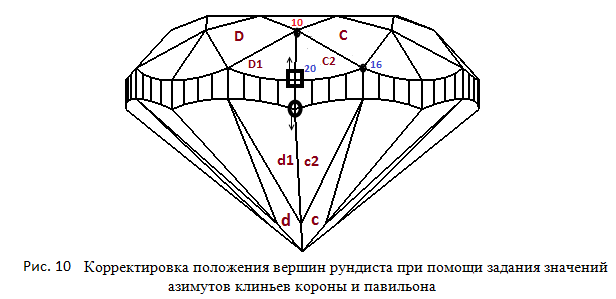 10
D C
D1 C2 16
20
d1 c2
d c
Рис. 10 Корректировка положения вершин рундиста при помощи задания значений
азимутов клиньев короны и павильона